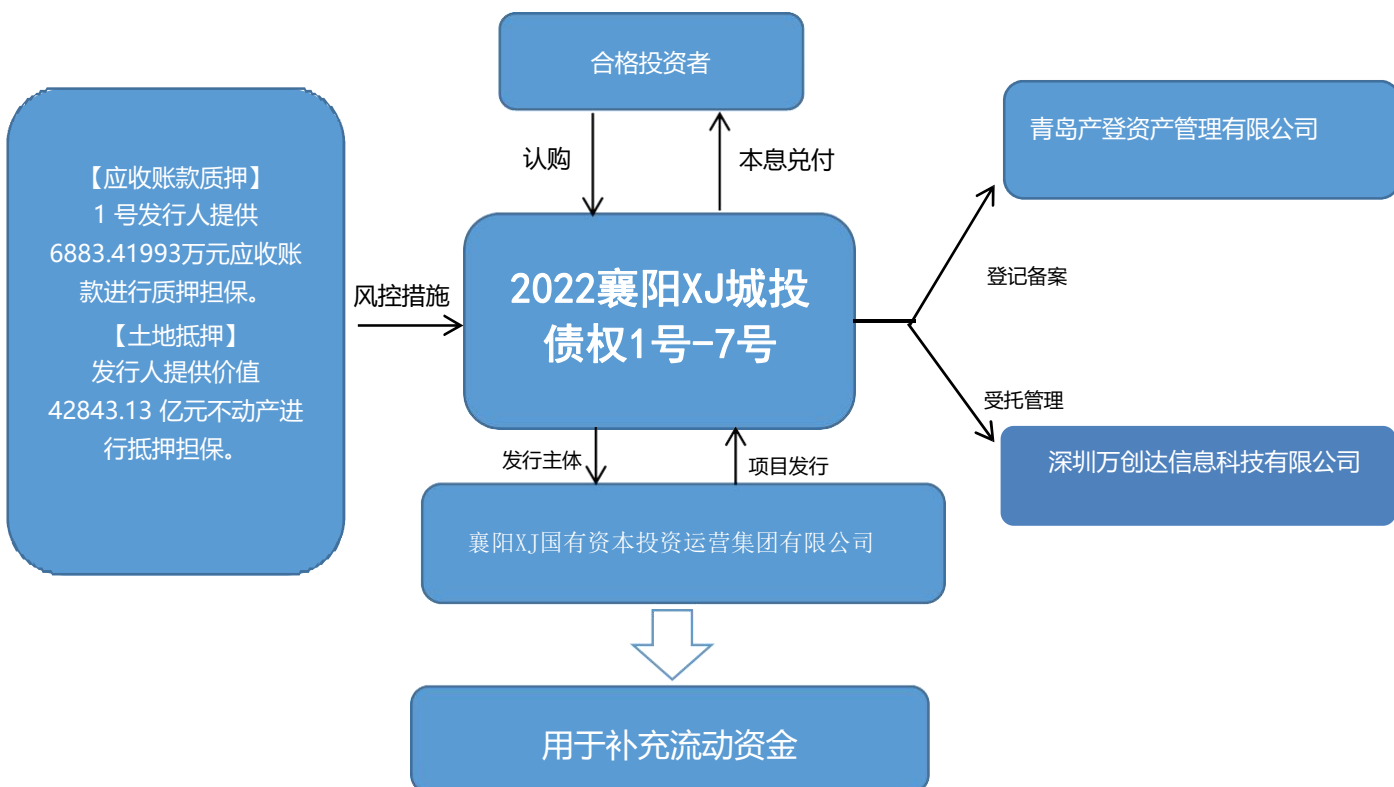 合格投资者
青岛产登资产管理有限公司
认购
本息兑付
【应收账款质押】
1 号发行人提供
6883.41993万元应收账
款进行质押担保。
【土地抵押】
发行人提供价值
42843.13 亿元不动产进
行抵押担保。
风控措施
2022襄阳XJ城投
债权1号-7号
登记备案
受托管理
深圳万创达信息科技有限公司
发行主体
项目发行
襄阳XJ国有资本投资运营集团有限公司
用于补充流动资金